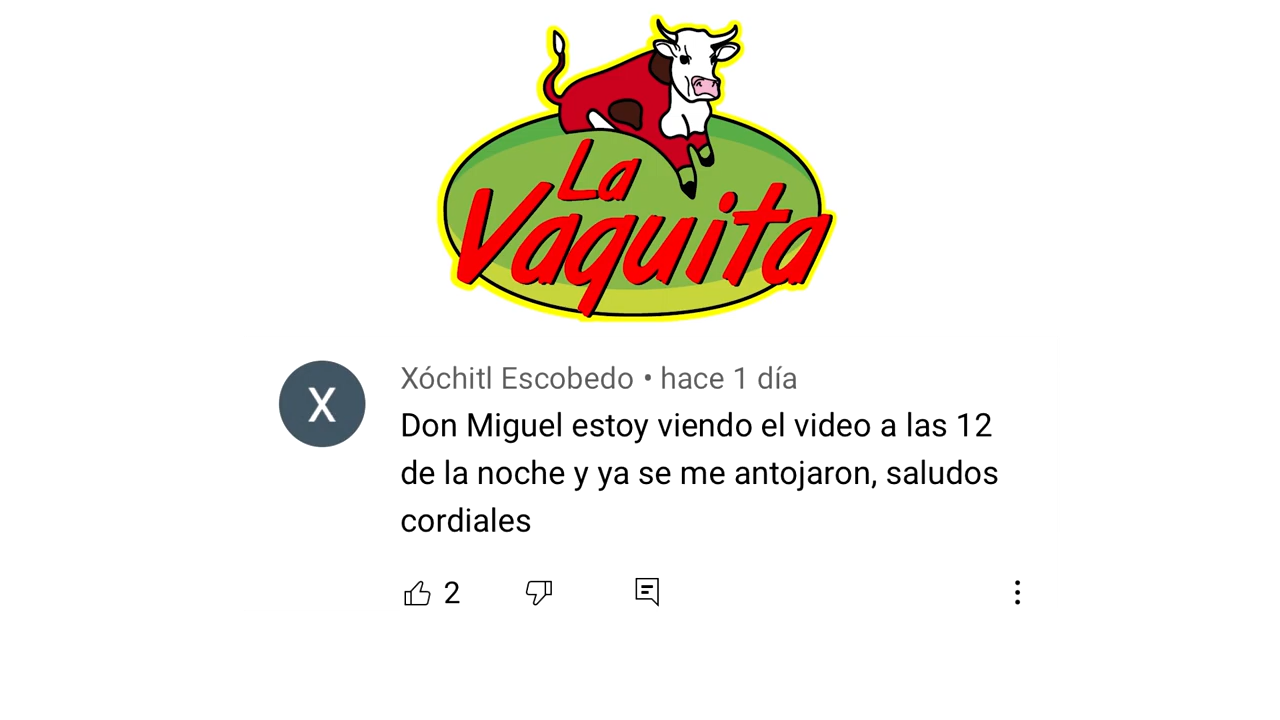 La
Vaquita
X
Xóchitl Escobedo • hace 1 día
Don Miguel estoy viendo el video a las 12
de la noche y ya se me antojaron, saludos
cordiales
2